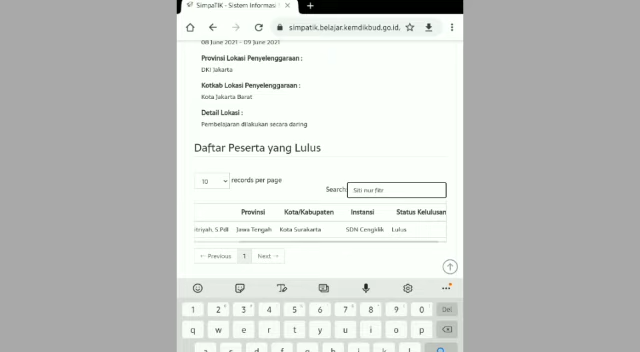 SimpaTIK - Sistem Informasi
simpatik.belajar.kemdikbud.go.id
08 June 2021 - 09 June 2021
Provinsi Lokasi Penyelenggaraan :
DKI Jakarta
Kotkab Lokasi Penyelenggaraan :
Kota Jakarta Barat
Detail Lokasi :
Pembelajaran dilakukan secara daring
Daftar Peserta yang Lulus
10 records per page
Search: Siti nur fitr
Provinsi Kota/Kabupaten Instansi Status Kelulusan
itriyah, S.PdI Jawa Tengah Kota Surakarta SDN Cengklik Lulus
← Previous 1 Next →
1 2 3 4 5 6 7 8 9 0 Del
q w e r t y u i o p
a s d f g h j k l